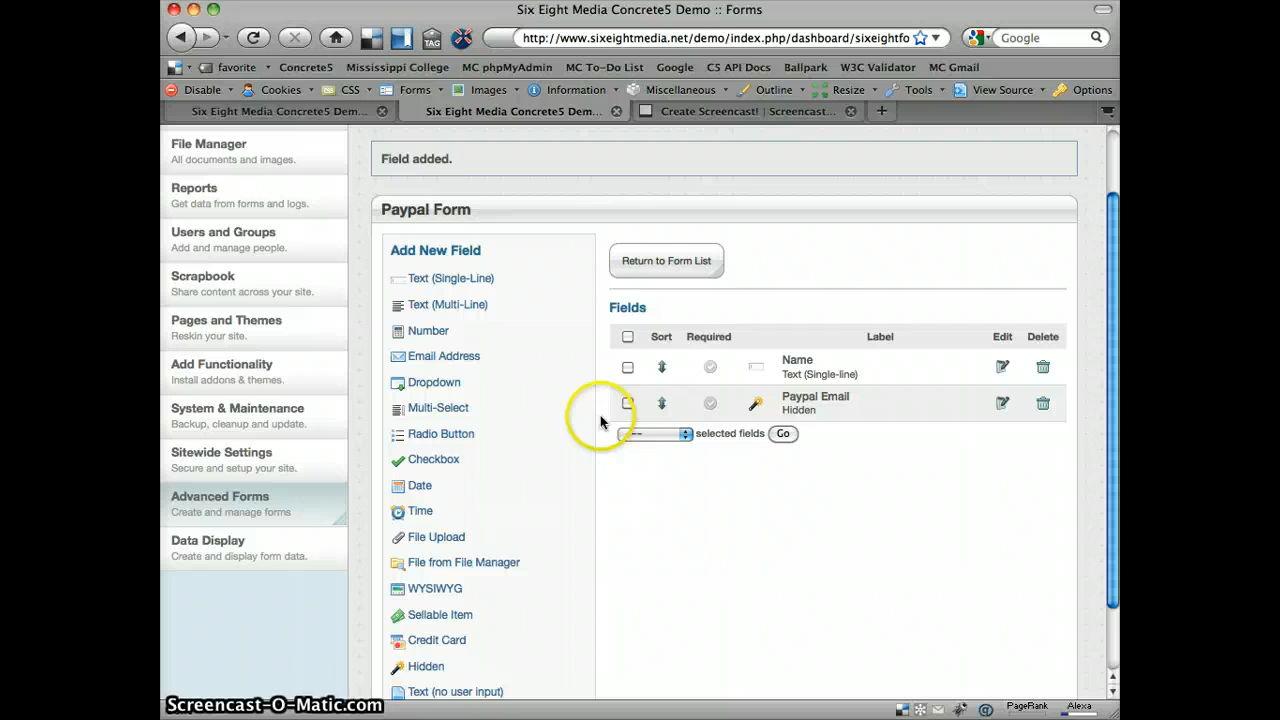 Six Eight Media Concrete5 Demo :: Forms
http://www.sixeightmedia.net/demo/index.php/dashboard/sixeightfo
Google
TAG
favorite Concrete5 Mississippi College MC phpMyAdmin MC To-Do List Google C5 API Docs Ballpark W3C Validator MC Gmail
Disable Cookies CSS Forms Images Information Miscellaneous Outline Resize Tools View Source Options
Six Eight Media Concrete5 Dem... Six Eight Media Concrete5 Dem... Create Screencast! | Screencast...
File Manager
All documents and images.
Reports
Get data from forms and logs.
Users and Groups
Add and manage people.
Scrapbook
Share content across your site.
Pages and Themes
Reskin your site.
Add Functionality
Install addons & themes.
System & Maintenance
Backup, cleanup and update.
Sitewide Settings
Secure and setup your site.
Advanced Forms
Create and manage forms
Data Display
Create and display form data.
Field added.
Paypal Form
Add New Field
Text (Single-Line)
Text (Multi-Line)
Number
Email Address
Dropdown
Multi-Select
Radio Button
Checkbox
Date
Time
File Upload
File from File Manager
WYSIWYG
Sellable Item
Credit Card
Hidden
Text (no user input)
Return to Form List
Fields
Sort Required Label Edit Delete
Name
Text (Single-line)
Paypal Email
Hidden
-- selected fields Go
Screencast-O-Matic.com
PageRank Alexa